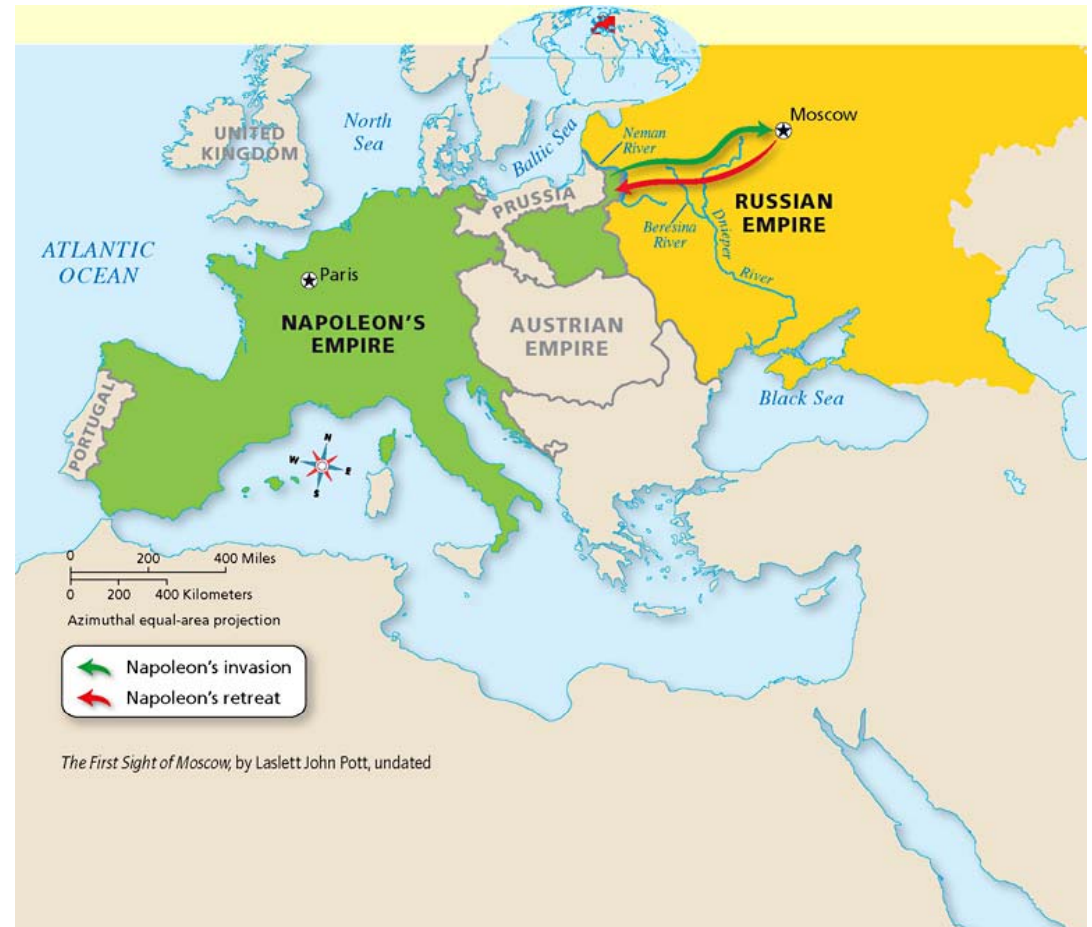 Moscow
North
Sea
Neman
River
UNITED
KINGDOM
Baltic Sea
PRUSSIA
RUSSIAN
EMPIRE
Beresina
River
Dnieper
River
ATLANTIC
OCEAN
Paris
NAPOLEON'S
EMPIRE
AUSTRIAN
EMPIRE
PORTUGAL
Black Sea
N
W
E
S
0 200 400 Miles
0 200 400 Kilometers
Azimuthal equal-area projection
Napoleon's invasion
Napoleon's retreat
The First Sight of Moscow, by Laslett John Pott, undated